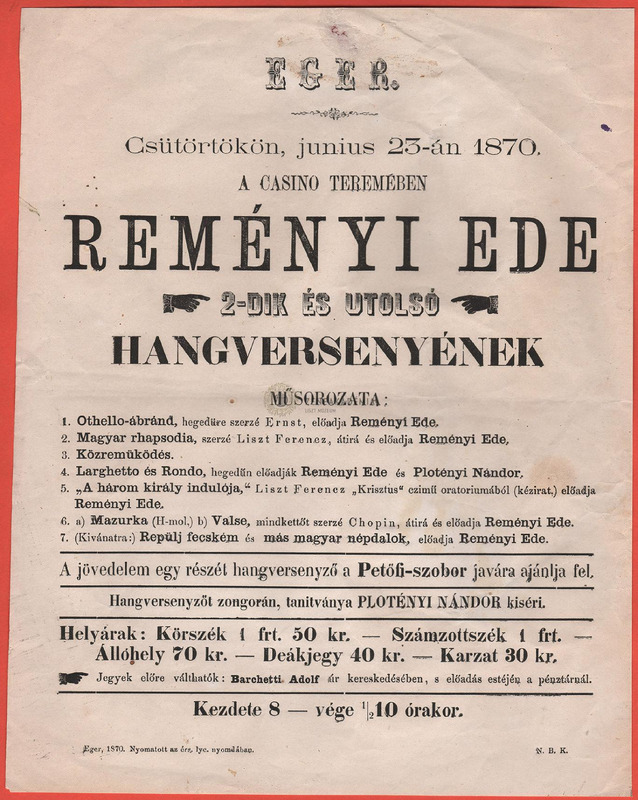 EGER.
Csütörtökön, junius 23-án 1870.
A CASINO TEREMÉBEN
REMÉNYI EDE
2-DIK ÉS UTOLSÓ
HANGVERSENYÉNEK
MŰSOROZATA:
1. Othello-ábránd, hegedüre szerzé Ernst, előadja Reményi Ede.
2. Magyar rhapsodia, szerzé Liszt Ferencz, átirá és előadja Reményi Ede.
3. Közremüködés.
4. Larghetto és Rondo, hegedün előadják Reményi Ede és Plotényi Nándor.
5. „A három király indulója,“ Liszt Ferencz „Krisztus“ czimű oratoriumából (kézirat.) előadja
Reményi Ede.
6. a) Mazurka (H-mol.) b) Valse, mindkettőt szerzé Chopin, átirá és előadja Reményi Ede.
7. (Kivánatra:) Repülj fecském és más magyar népdalok, előadja Reményi Ede.
A jövedelem egy részét hangversenyző a Petőfi-szobor javára ajánlja fel.
Hangversenyzőt zongorán, tanitványa PLOTÉNYI NÁNDOR kiséri.
Helyárak: Körszék 1 frt. 50 kr. — Számzottszék 1 frt. —
Állóhely 70 kr. — Deákjegy 40 kr. — Karzat 30 kr.
Jegyek előre válthatók: Barchetti Adolf úr kereskedésében, s előadás estéjén a pénztárnál.
Kezdete 8 — vége 1/2 10 órakor.
Eger, 1870. Nyomatott az érs. lyc. nyomdában.
N. B. K.